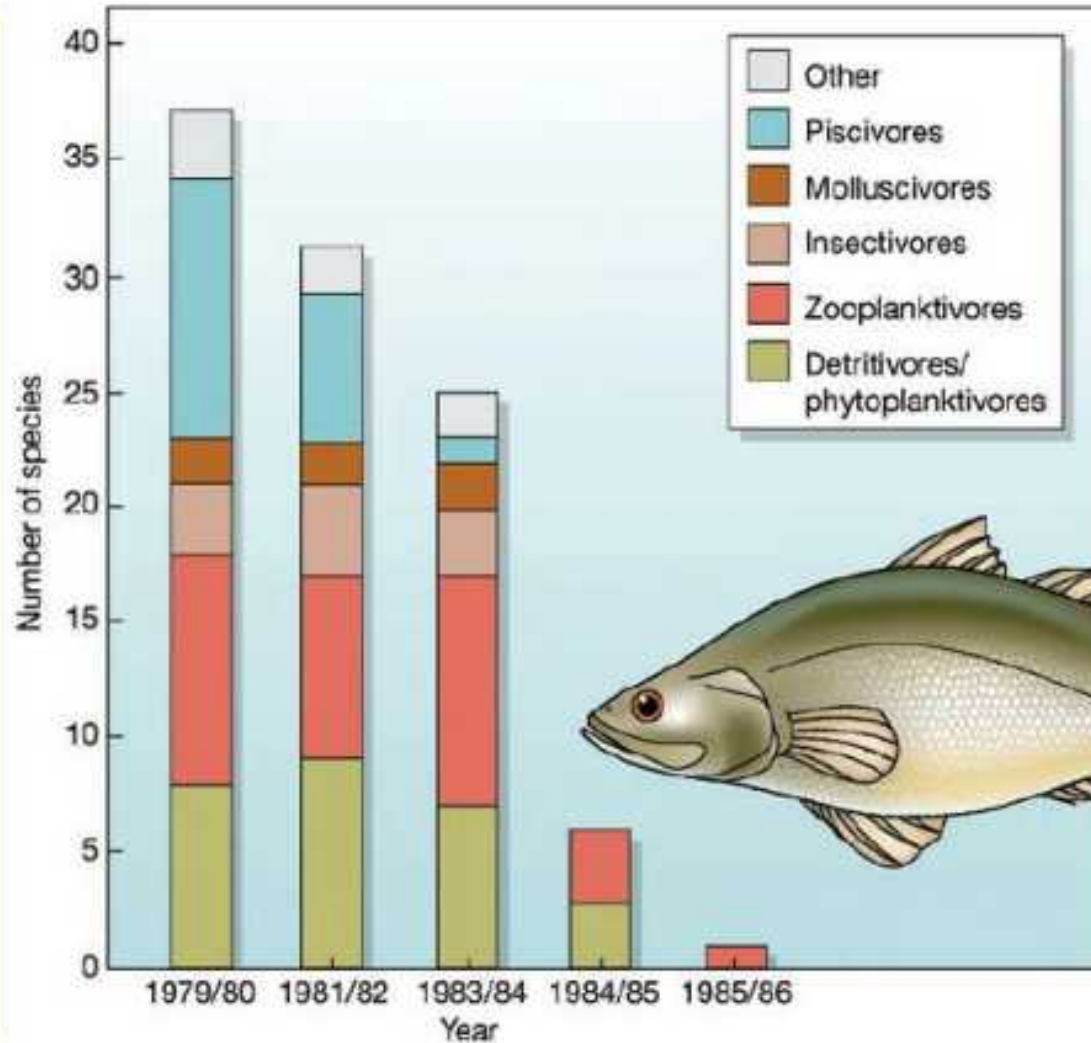 40
35
30
25
20
15
10
5
0
Number of species
Other
Piscivores
Molluscivores
Insectivores
Zooplanktivores
Detritivores/
phytoplanktivores
1979/80 1981/82 1983/84 1984/85 1985/86
Year